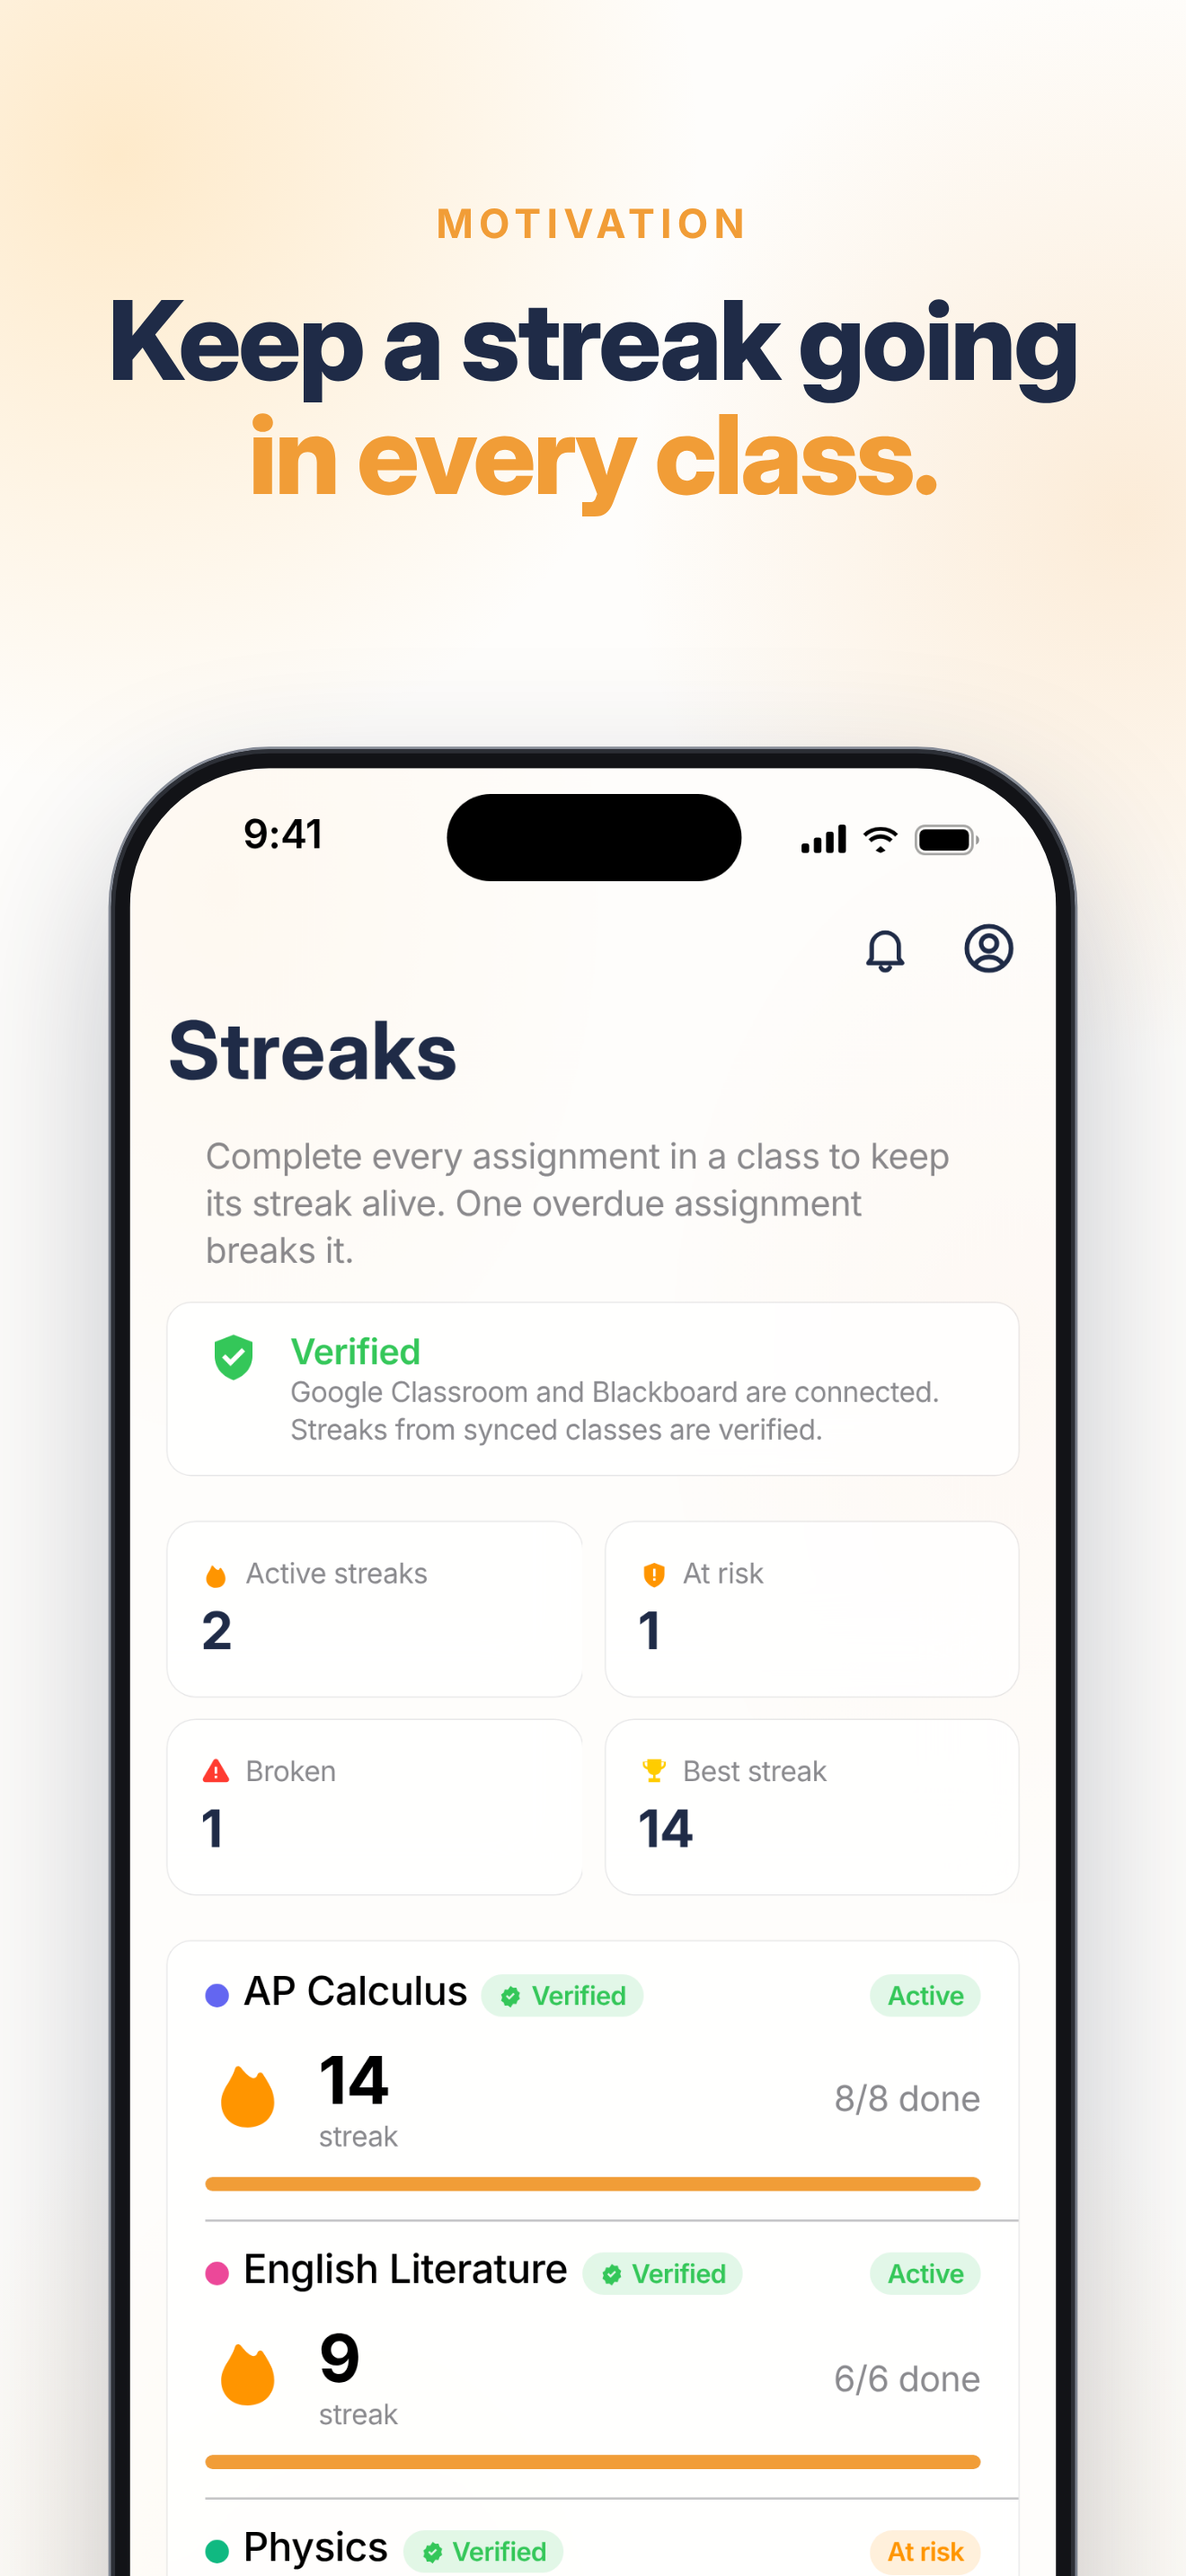 MOTIVATION
Keep a streak going
in every class.
9:41
Streaks
Complete every assignment in a class to keep
its streak alive. One overdue assignment
breaks it.
Verified
Google Classroom and Blackboard are connected.
Streaks from synced classes are verified.
Active streaks
2
At risk
1
Broken
1
Best streak
14
AP Calculus Verified Active
14
streak
8/8 done
English Literature Verified Active
9
streak
6/6 done
Physics Verified At risk